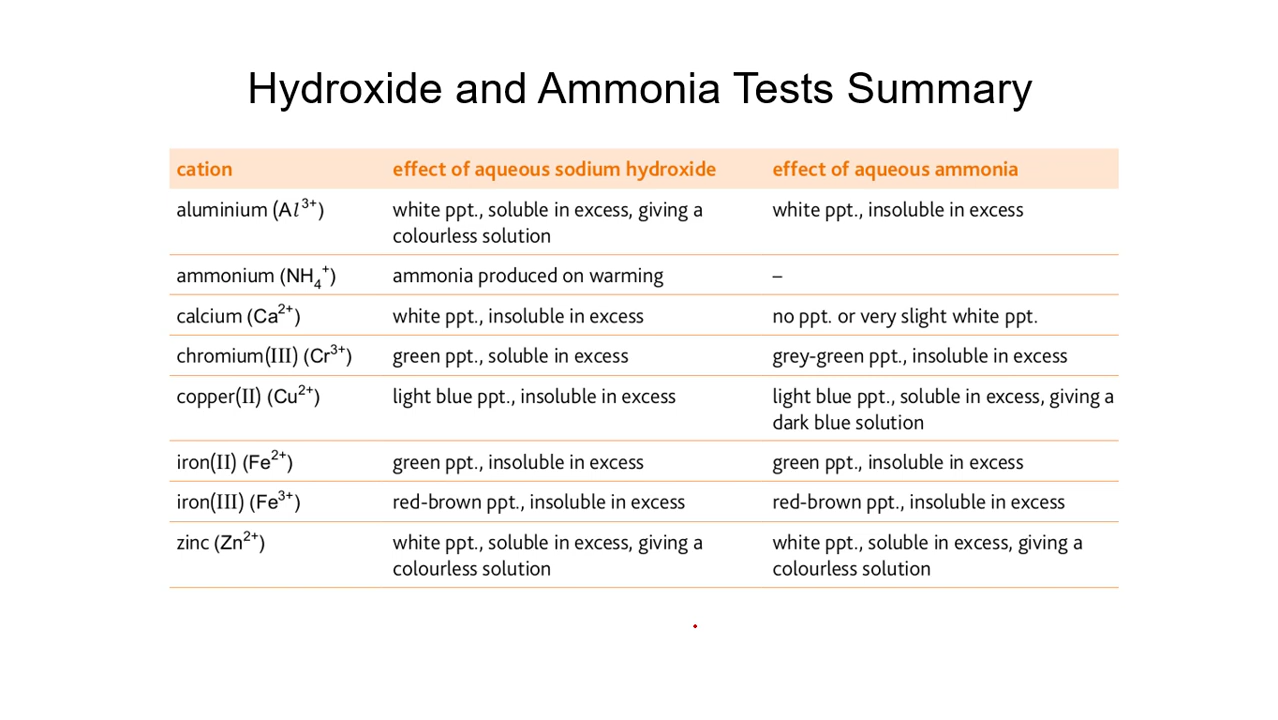 Hydroxide and Ammonia Tests Summary
cation effect of aqueous sodium hydroxide effect of aqueous ammonia
aluminium (Al³⁺) white ppt., soluble in excess, giving a white ppt., insoluble in excess
colourless solution
ammonium (NH₄⁺) ammonia produced on warming –
calcium (Ca²⁺) white ppt., insoluble in excess no ppt. or very slight white ppt.
chromium(III) (Cr³⁺) green ppt., soluble in excess grey-green ppt., insoluble in excess
copper(II) (Cu²⁺) light blue ppt., insoluble in excess light blue ppt., soluble in excess, giving a
dark blue solution
iron(II) (Fe²⁺) green ppt., insoluble in excess green ppt., insoluble in excess
iron(III) (Fe³⁺) red-brown ppt., insoluble in excess red-brown ppt., insoluble in excess
zinc (Zn²⁺) white ppt., soluble in excess, giving a white ppt., soluble in excess, giving a
colourless solution colourless solution